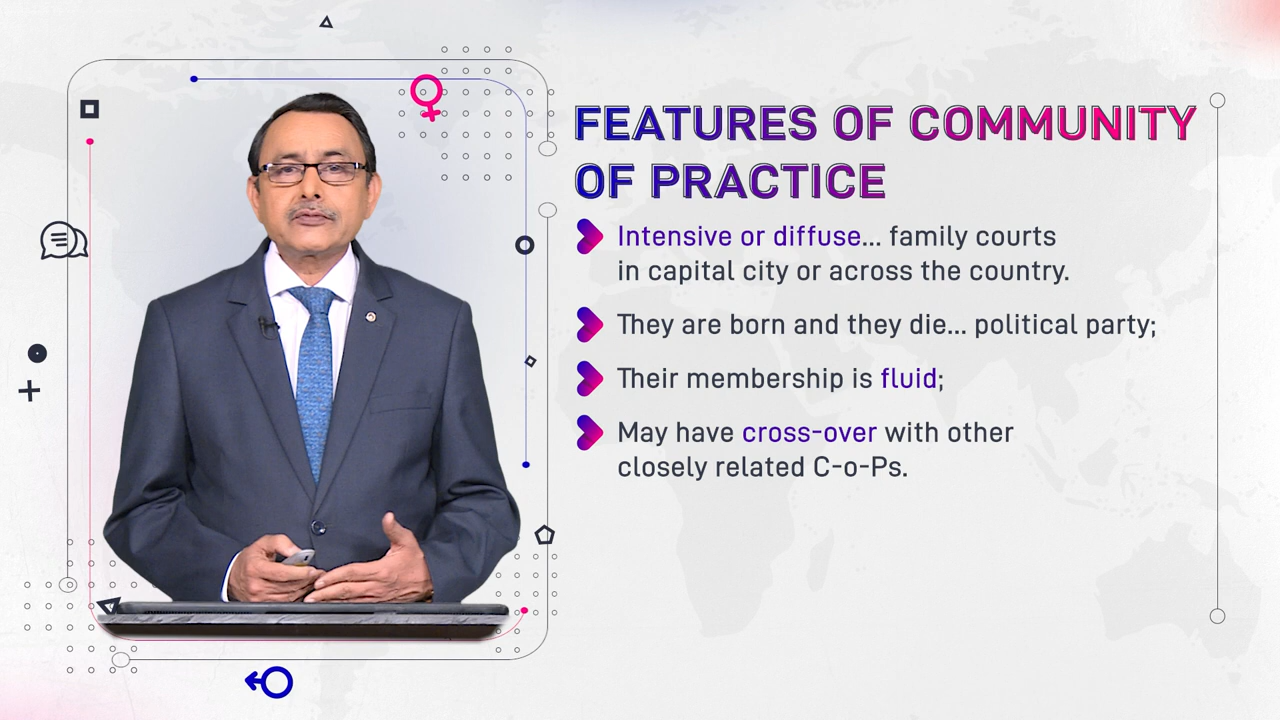 FEATURES OF COMMUNITY
OF PRACTICE
Intensive or diffuse... family courts
in capital city or across the country.
They are born and they die... political party;
Their membership is fluid;
May have cross-over with other
closely related C-o-Ps.